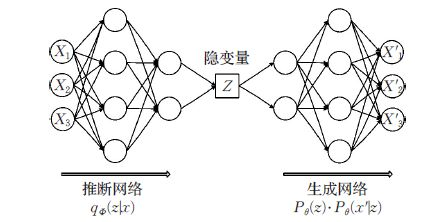 隐变量
X₁
X₂
X₃
Z
X'₁
X'₂
X'₃
推断网络
生成网络
qΦ(z|x)
Pθ(z)·Pθ(x'|z)